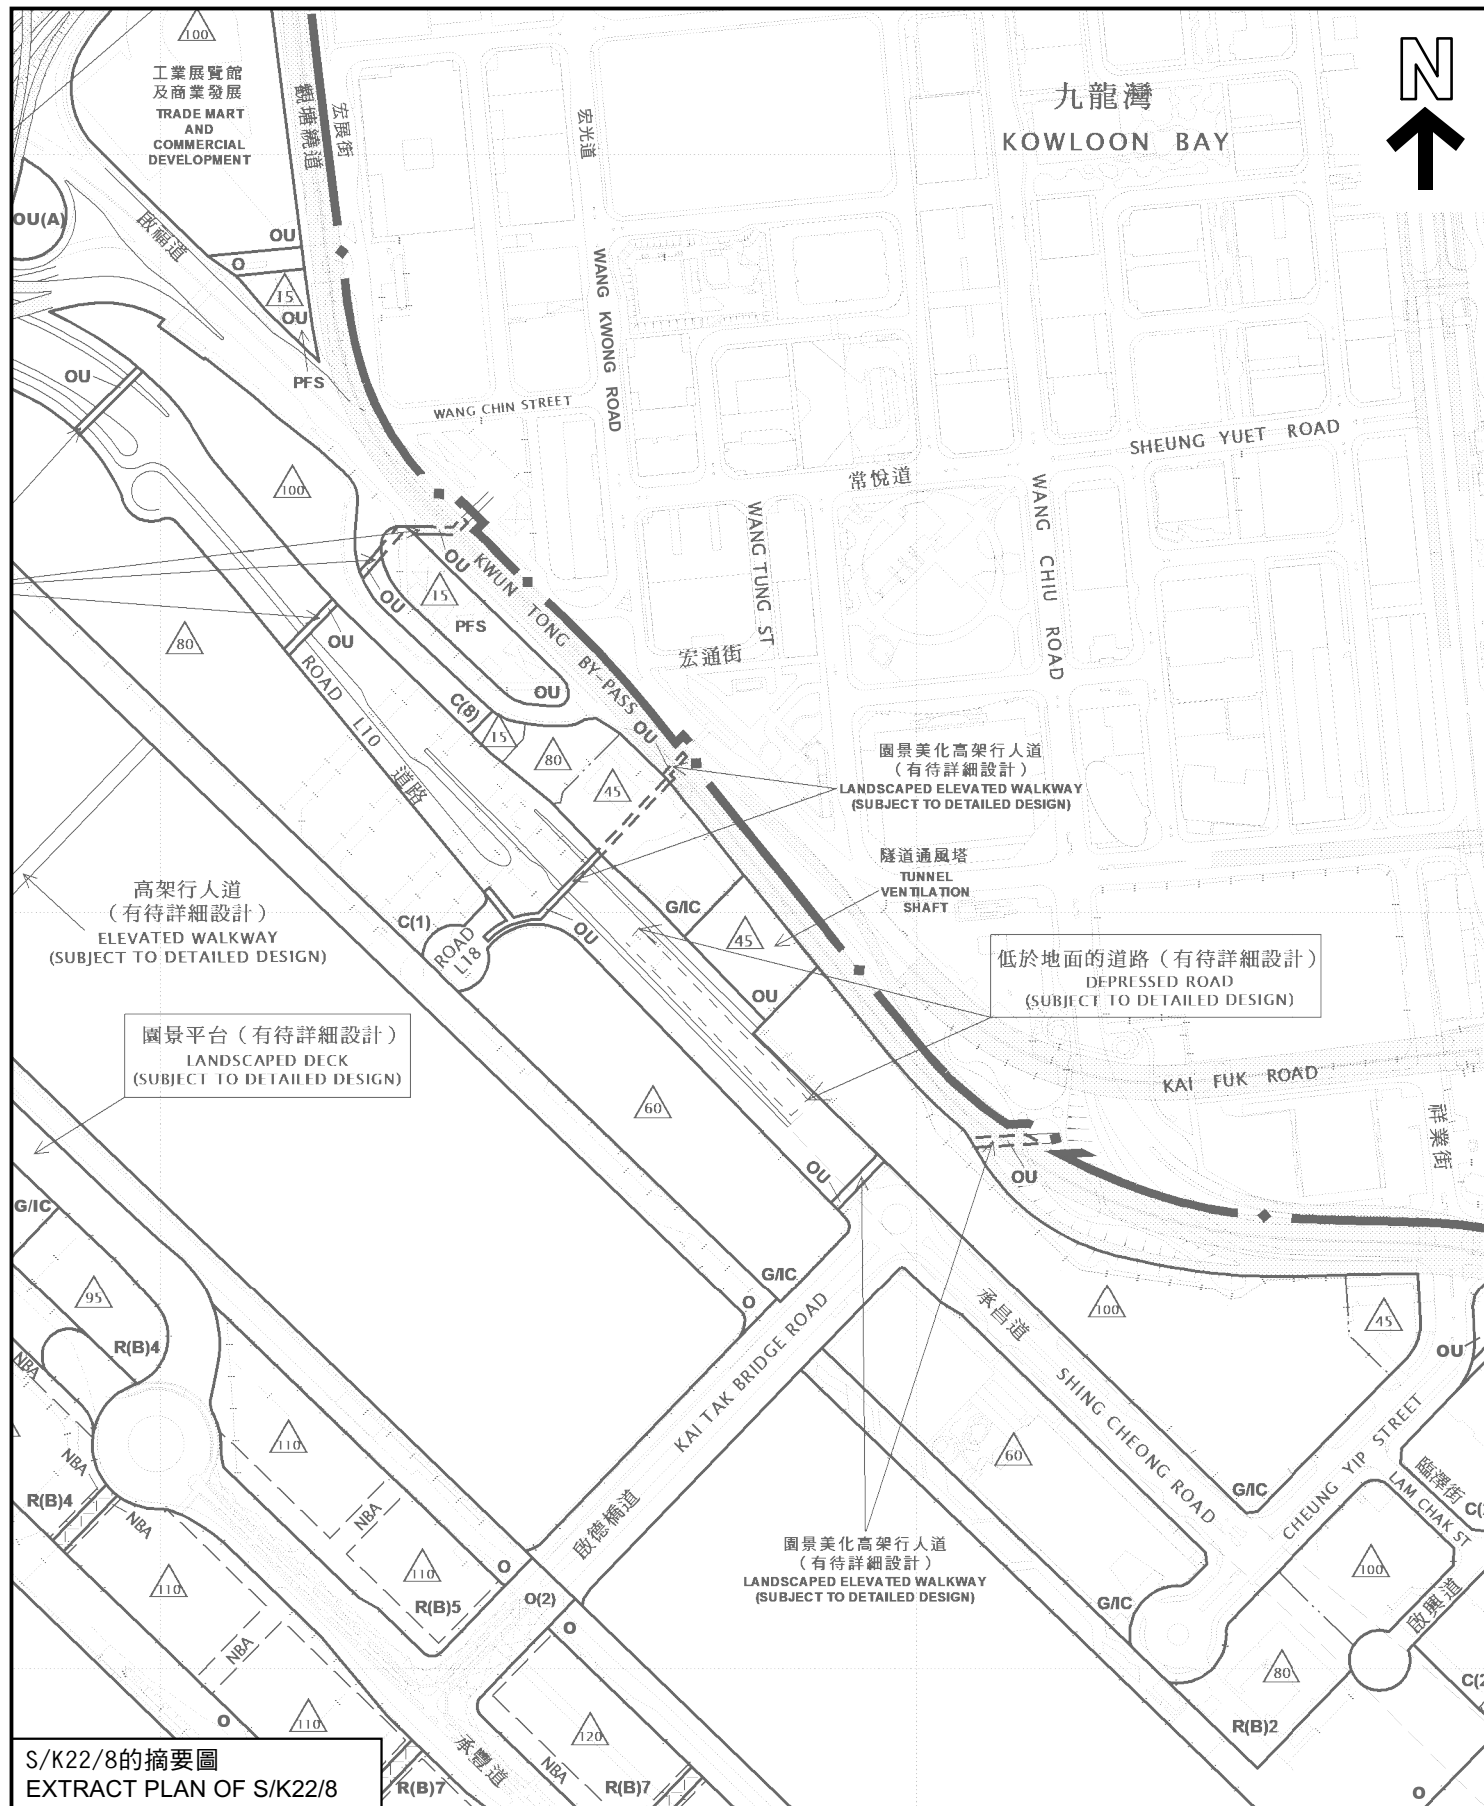 100
工業展覽館
及商業發展
TRADE MART
AND
COMMERCIAL
DEVELOPMENT
觀塘繞道
宏展街
宏光道
九龍灣
KOWLOON BAY
N
OU(A)
啟福道
OU
O
15
OU
PFS
WANG KWONG ROAD
OU
WANG CHIN STREET
SHEUNG YUET ROAD
常悅道
100
WANG TUNG ST
WANG CHIU ROAD
OU
KWUN TONG BY-PASS
15
OU
PFS
80
OU
宏通街
ROAD L10
道路
OU
C(8)
15
80
45
OU
園景美化高架行人道
（有待詳細設計）
LANDSCAPED ELEVATED WALKWAY
(SUBJECT TO DETAILED DESIGN)
隧道通風塔
TUNNEL
VENTILATION
SHAFT
高架行人道
（有待詳細設計）
ELEVATED WALKWAY
(SUBJECT TO DETAILED DESIGN)
C(1)
ROAD
L18
OU
G/IC
45
OU
低於地面的道路（有待詳細設計）
DEPRESSED ROAD
(SUBJECT TO DETAILED DESIGN)
園景平台（有待詳細設計）
LANDSCAPED DECK
(SUBJECT TO DETAILED DESIGN)
KAI FUK ROAD
祥業街
60
OU
OU
G/IC
G/IC
O
95
R(B)4
NBA
KAI TAK BRIDGE ROAD
啟德橋道
承昌道
SHING CHEONG ROAD
100
45
OU
110
NBA
NBA
R(B)4
NBA
110
R(B)5
O
O(2)
O
60
G/IC
CHEUNG YIP STREET
臨澤街
LAM CHAK ST
100
啟興道
園景美化高架行人道
（有待詳細設計）
LANDSCAPED ELEVATED WALKWAY
(SUBJECT TO DETAILED DESIGN)
G/IC
110
NBA
80
R(B)2
O
110
承豐道
120
NBA
R(B)7
R(B)7
O
S/K22/8的摘要圖
EXTRACT PLAN OF S/K22/8